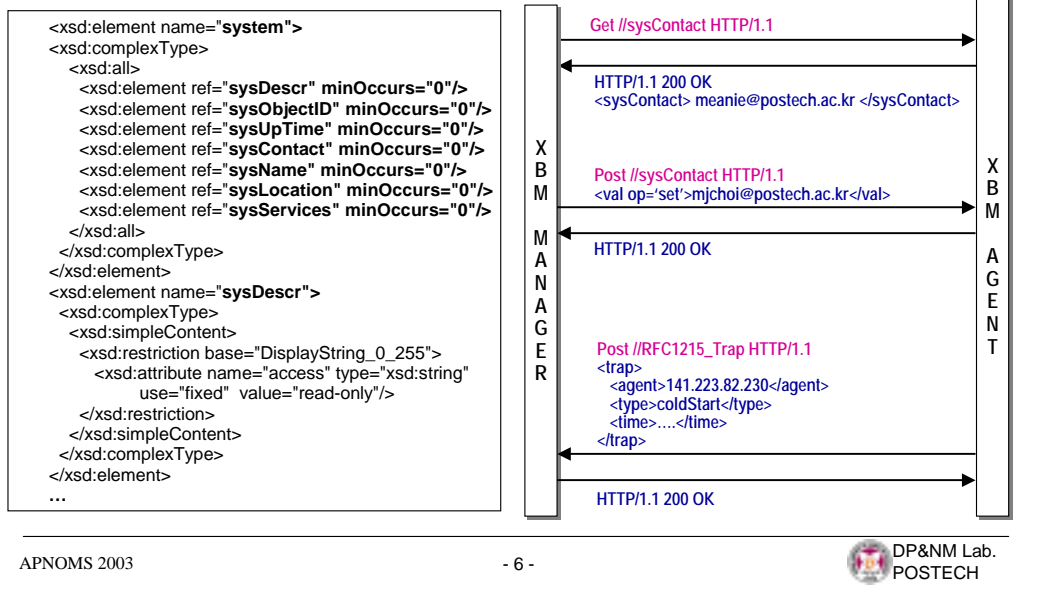 <xsd:element name="system">
<xsd:complexType>
<xsd:all>
<xsd:element ref="sysDescr" minOccurs="0"/>
<xsd:element ref="sysObjectID" minOccurs="0"/>
<xsd:element ref="sysUpTime" minOccurs="0"/>
<xsd:element ref="sysContact" minOccurs="0"/>
<xsd:element ref="sysName" minOccurs="0"/>
<xsd:element ref="sysLocation" minOccurs="0"/>
<xsd:element ref="sysServices" minOccurs="0"/>
</xsd:all>
</xsd:complexType>
</xsd:element>
<xsd:element name="sysDescr">
<xsd:complexType>
<xsd:simpleContent>
<xsd:restriction base="DisplayString_0_255">
<xsd:attribute name="access" type="xsd:string"
use="fixed" value="read-only"/>
</xsd:restriction>
</xsd:simpleContent>
</xsd:complexType>
</xsd:element>
…
XBM MANAGER
Get //sysContact HTTP/1.1
HTTP/1.1 200 OK
<sysContact> meanie@postech.ac.kr </sysContact>
Post //sysContact HTTP/1.1
<val op='set'>mjchoi@postech.ac.kr</val>
HTTP/1.1 200 OK
Post //RFC1215_Trap HTTP/1.1
<trap>
<agent>141.223.82.230</agent>
<type>coldStart</type>
<time>….</time>
</trap>
HTTP/1.1 200 OK
XBM AGENT
APNOMS 2003
- 6 -
DP&NM Lab.
POSTECH